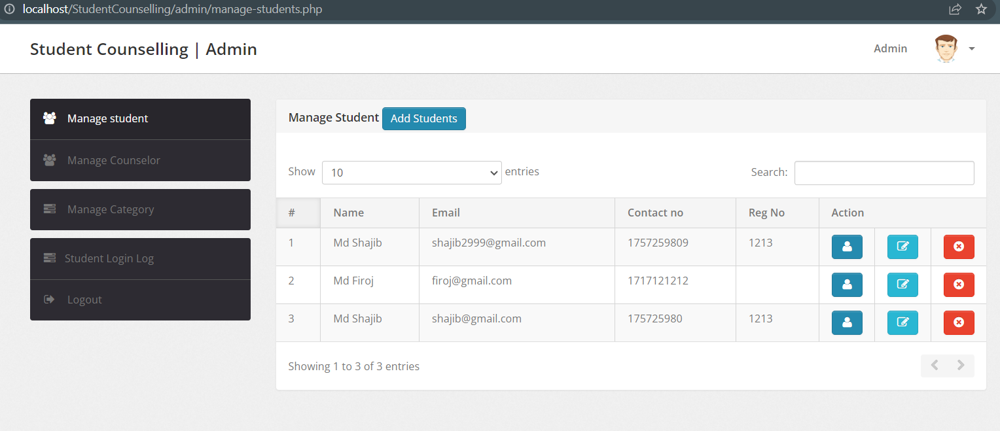 localhost/StudentCounselling/admin/manage-students.php
Student Counselling | Admin
Admin
Manage student
Manage Counselor
Manage Category
Student Login Log
Logout
Manage Student Add Students
Show 10 entries Search:
# Name Email Contact no Reg No Action
1 Md Shajib shajib2999@gmail.com 1757259809 1213
2 Md Firoj firoj@gmail.com 1717121212
3 Md Shajib shajib@gmail.com 175725980 1213
Showing 1 to 3 of 3 entries